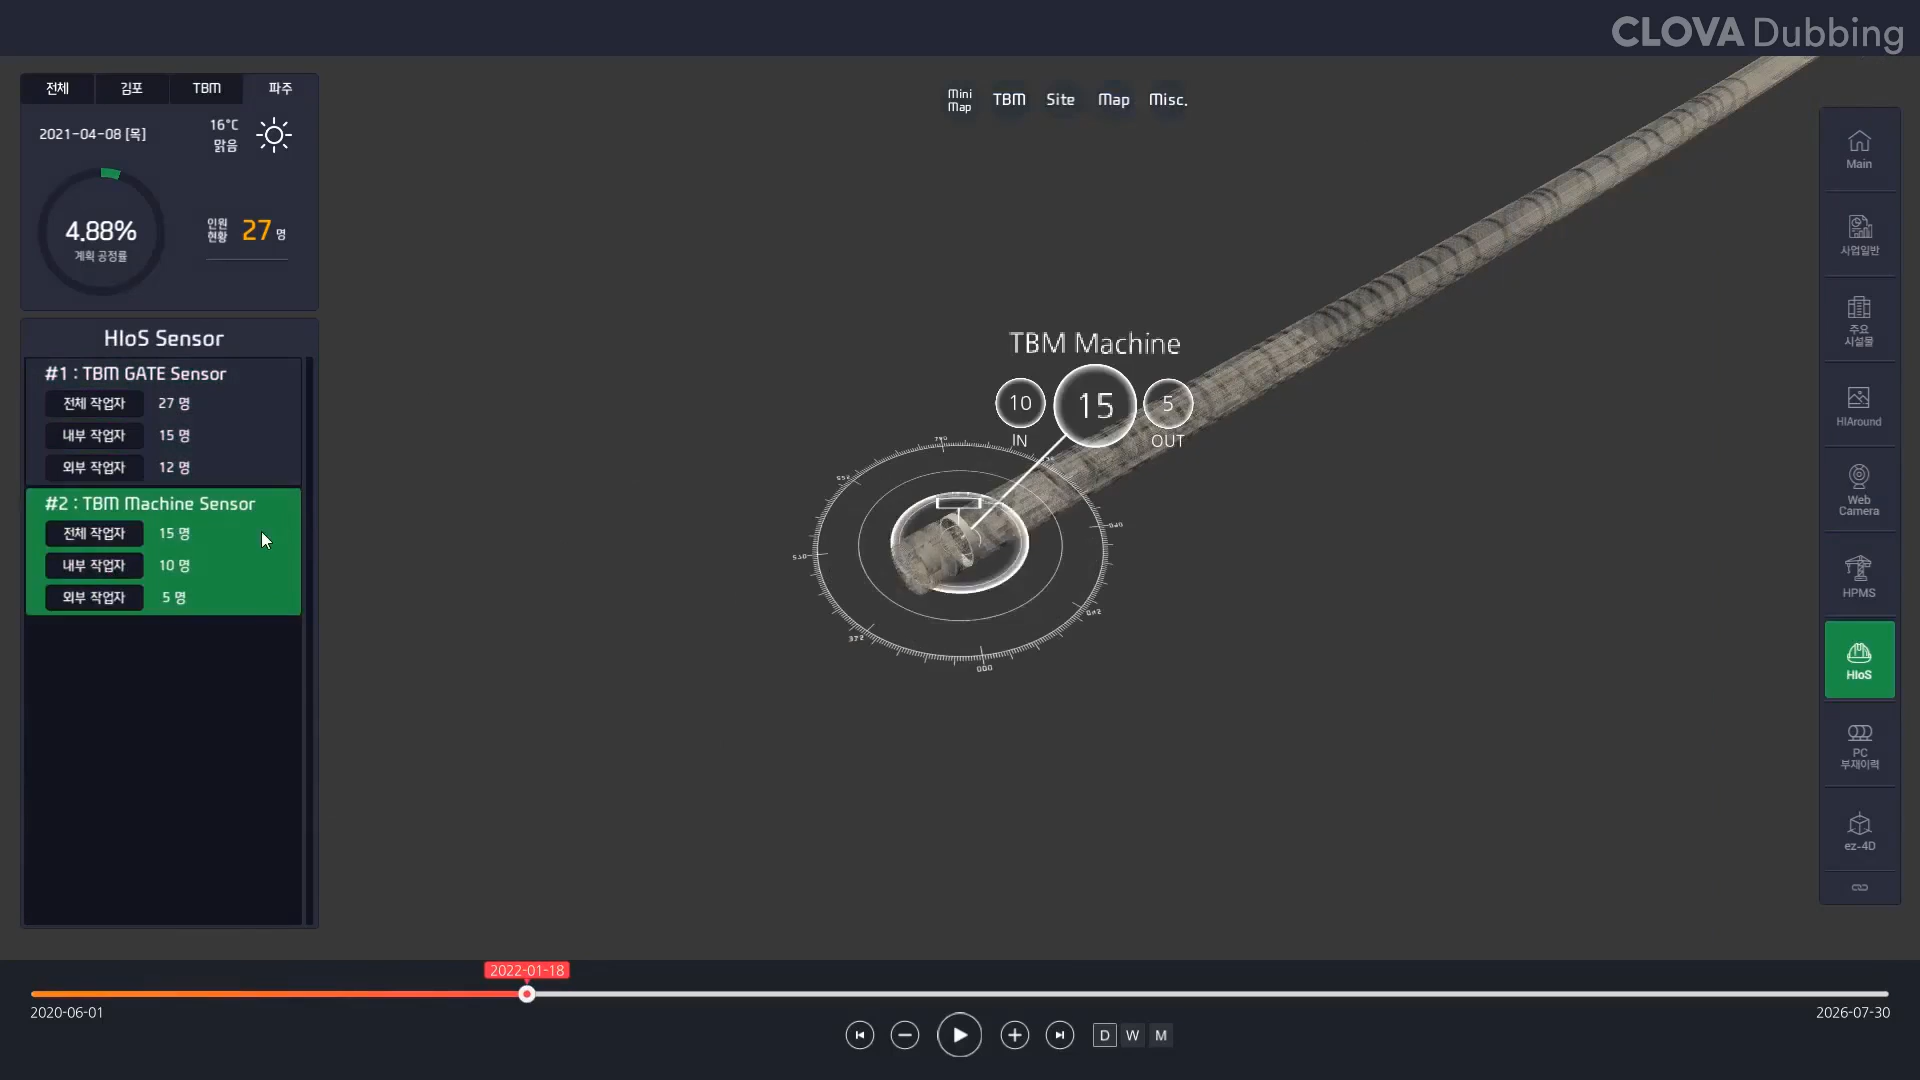 CLOVA Dubbing
전체
김포
TBM
파주
2021-04-08 [목]
16°C
맑음
4.88%
계획 공정률
인원
현황
27 명
HIoS Sensor
#1 : TBM GATE Sensor
전체 작업자 27 명
내부 작업자 15 명
외부 작업자 12 명
#2 : TBM Machine Sensor
전체 작업자 15 명
내부 작업자 10 명
외부 작업자 5 명
Mini
Map
TBM
Site
Map
Misc.
TBM Machine
10
15
5
IN
OUT
000
Main
사업일반
주요
시설물
HIAround
Web
Camera
HPMS
HIoS
PC
부재이력
ez-4D
2022-01-18
2020-06-01
2026-07-30
D W M